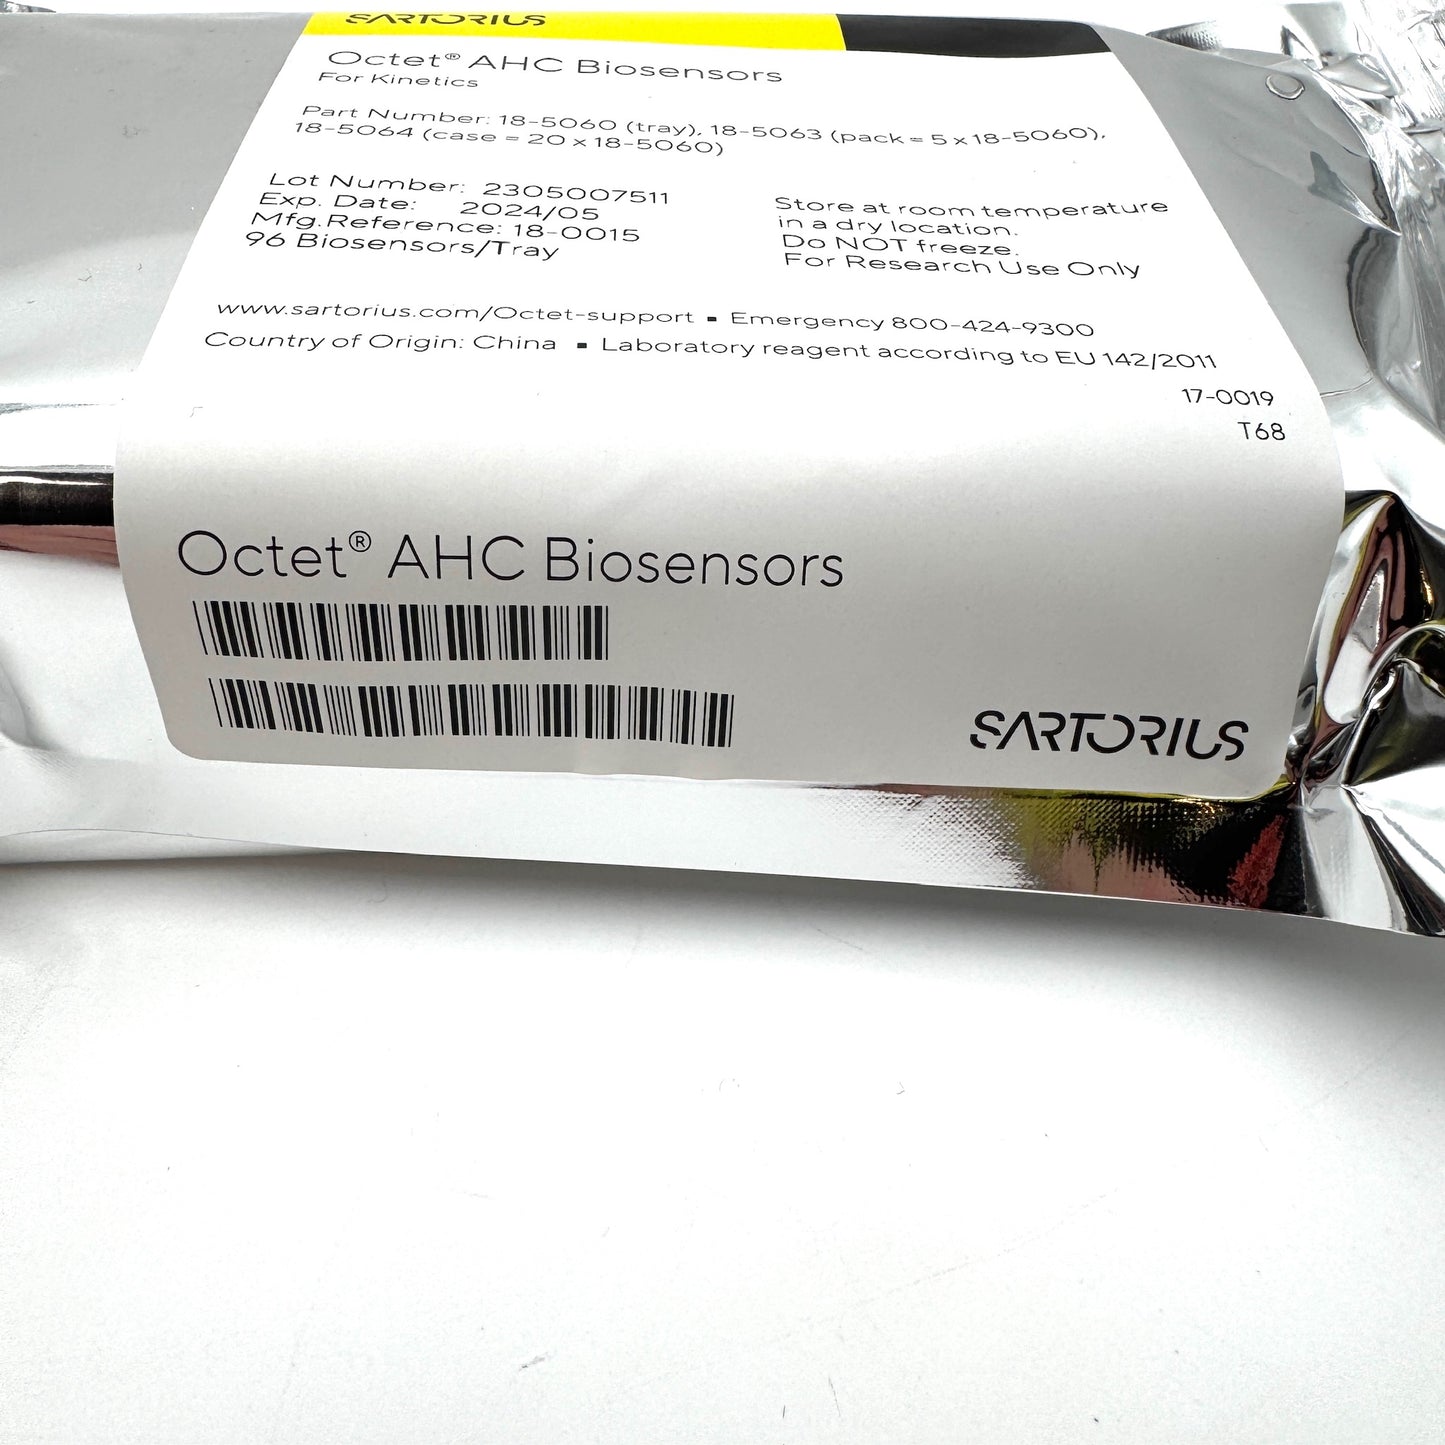 SARTORIUS
Octet® AHC Biosensors
For Kinetics
Part Number: 18-5060 (tray), 18-5063 (pack = 5 x 18-5060),
18-5064 (case = 20 x 18-5060)
Lot Number: 2305007511
Exp. Date: 2024/05
Mfg.Reference: 18-0015
96 Biosensors/Tray
Store at room temperature
in a dry location.
Do NOT freeze.
For Research Use Only
www.sartorius.com/Octet-support ▪ Emergency 800-424-9300
Country of Origin: China ▪ Laboratory reagent according to EU 142/2011
17-0019
T68
Octet® AHC Biosensors
SARTORIUS